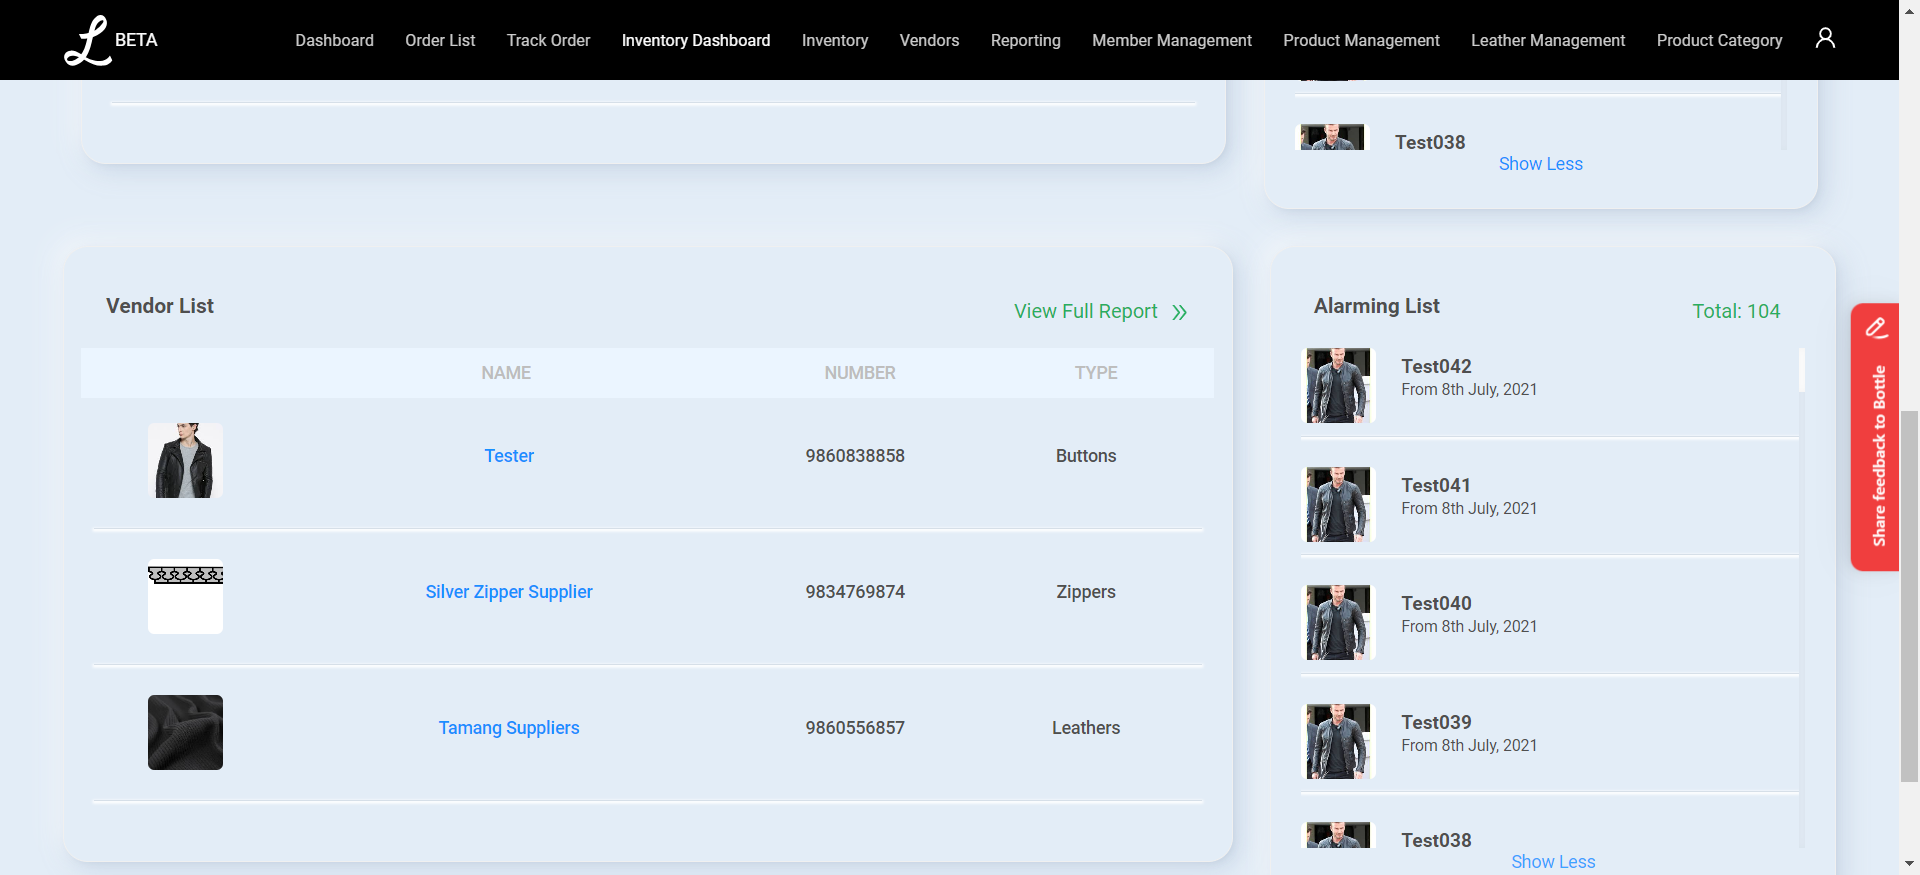 L BETA
Dashboard Order List Track Order Inventory Dashboard Inventory Vendors Reporting Member Management Product Management Leather Management Product Category
Test038
Show Less
Vendor List
View Full Report
NAME NUMBER TYPE
Tester 9860838858 Buttons
Silver Zipper Supplier 9834769874 Zippers
Tamang Suppliers 9860556857 Leathers
Alarming List
Total: 104
Test042
From 8th July, 2021
Test041
From 8th July, 2021
Test040
From 8th July, 2021
Test039
From 8th July, 2021
Test038
Show Less
Share feedback to Bottle